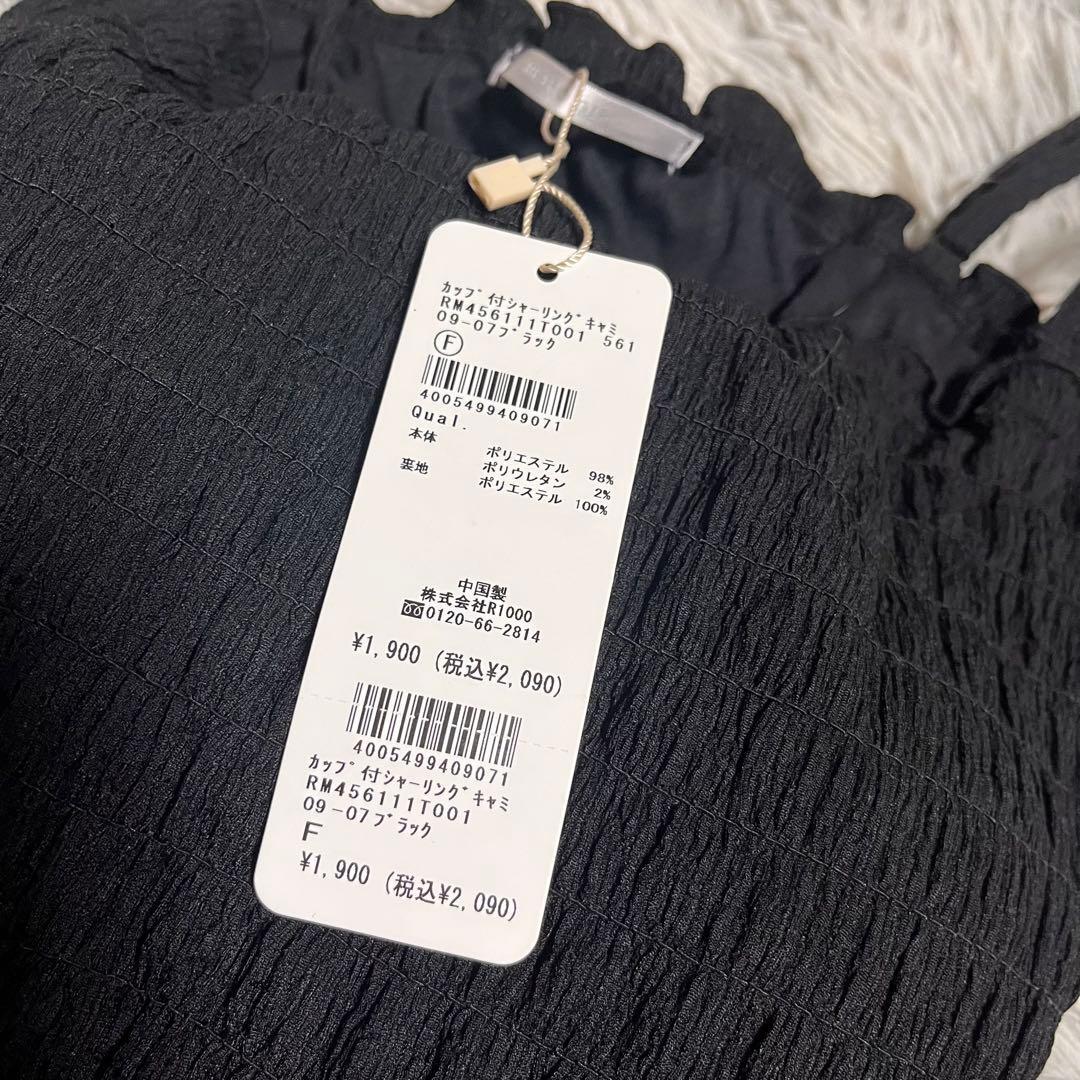 カップ付シャーリングキャミ
RM456111T001 561
09-07ブラック
F
4005499409071
Qual.
本体 ポリエステル 98%
ポリウレタン 2%
裏地 ポリエステル 100%
中国製
株式会社R1000
0120-66-2814
¥1,900 (税込¥2,090)
4005499409071
カップ付シャーリングキャミ
RM456111T001
09-07ブラック
F
¥1,900 (税込¥2,090)